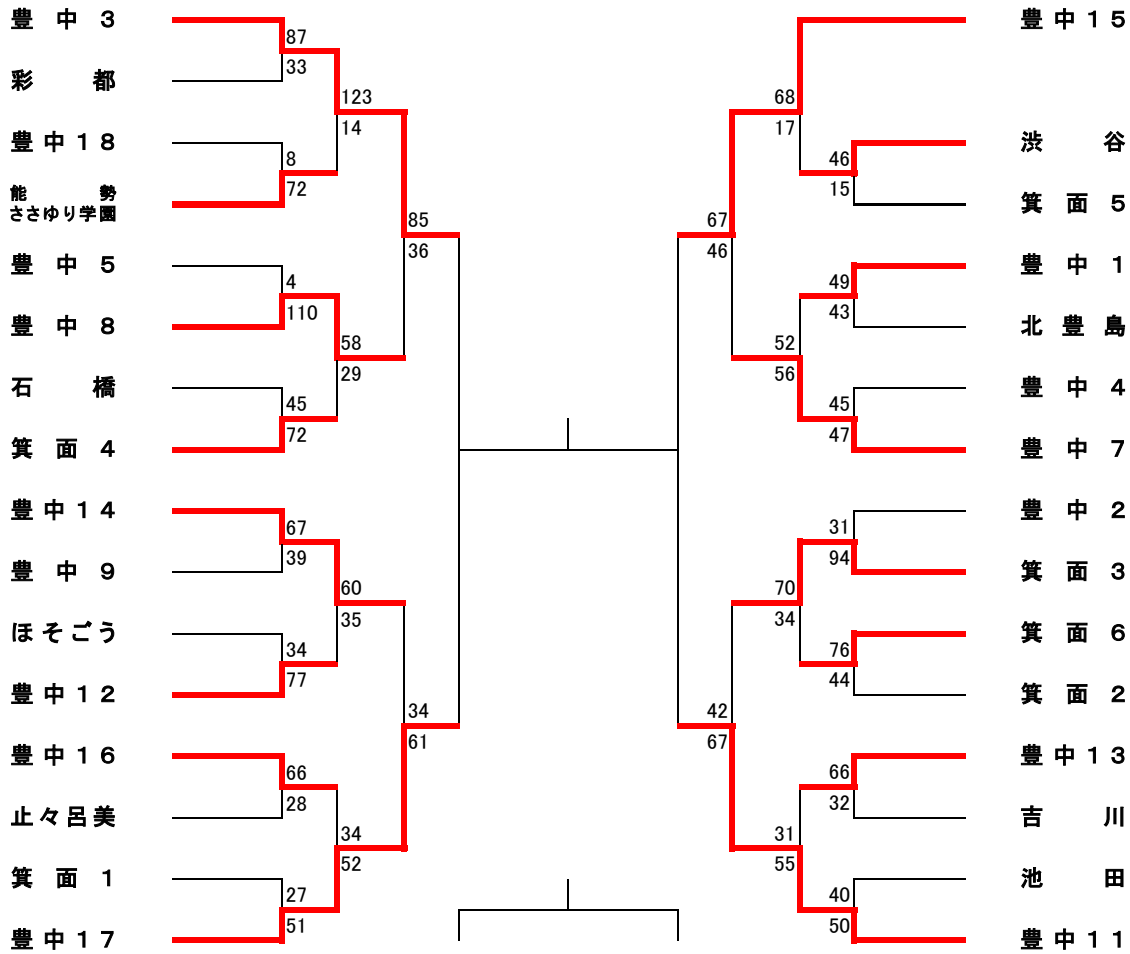 豊中３
彩都
豊中１８
能勢
ささゆり学園
豊中５
豊中８
石橋
箕面４
豊中１４
豊中９
ほそごう
豊中１２
豊中１６
止々呂美
箕面１
豊中１７
87
33
8
72
4
110
45
72
67
39
34
77
66
28
27
51
123
14
58
29
60
35
34
52
85
36
34
61
67
46
42
67
68
17
52
56
70
34
31
55
46
15
49
43
45
47
31
94
76
44
66
32
40
50
豊中１５
渋谷
箕面５
豊中１
北豊島
豊中４
豊中７
豊中２
箕面３
箕面６
箕面２
豊中１３
吉川
池田
豊中１１